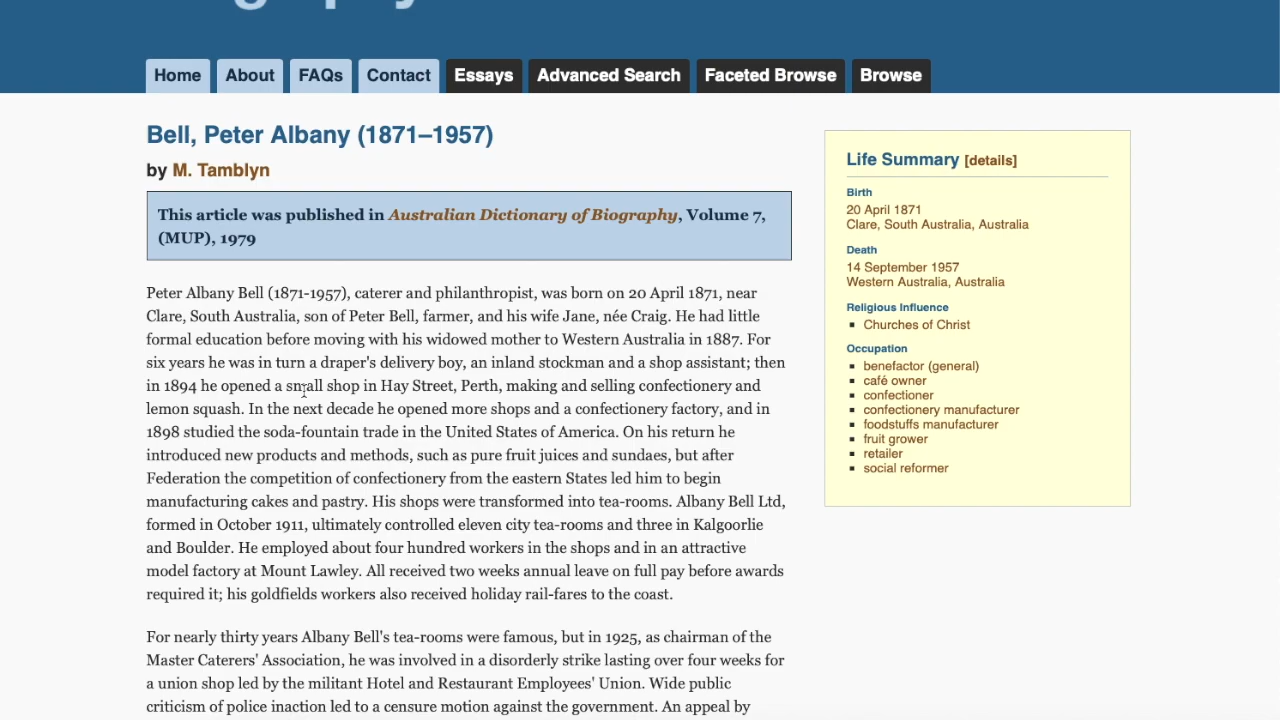 Home About FAQs Contact Essays Advanced Search Faceted Browse Browse
Bell, Peter Albany (1871–1957)
by M. Tamblyn
This article was published in Australian Dictionary of Biography, Volume 7,
(MUP), 1979
Peter Albany Bell (1871-1957), caterer and philanthropist, was born on 20 April 1871, near
Clare, South Australia, son of Peter Bell, farmer, and his wife Jane, née Craig. He had little
formal education before moving with his widowed mother to Western Australia in 1887. For
six years he was in turn a draper's delivery boy, an inland stockman and a shop assistant; then
in 1894 he opened a small shop in Hay Street, Perth, making and selling confectionery and
lemon squash. In the next decade he opened more shops and a confectionery factory, and in
1898 studied the soda-fountain trade in the United States of America. On his return he
introduced new products and methods, such as pure fruit juices and sundaes, but after
Federation the competition of confectionery from the eastern States led him to begin
manufacturing cakes and pastry. His shops were transformed into tea-rooms. Albany Bell Ltd,
formed in October 1911, ultimately controlled eleven city tea-rooms and three in Kalgoorlie
and Boulder. He employed about four hundred workers in the shops and in an attractive
model factory at Mount Lawley. All received two weeks annual leave on full pay before awards
required it; his goldfields workers also received holiday rail-fares to the coast.
For nearly thirty years Albany Bell's tea-rooms were famous, but in 1925, as chairman of the
Master Caterers' Association, he was involved in a disorderly strike lasting over four weeks for
a union shop led by the militant Hotel and Restaurant Employees' Union. Wide public
criticism of police inaction led to a censure motion against the government. An appeal by
Life Summary [details]
Birth
20 April 1871
Clare, South Australia, Australia
Death
14 September 1957
Western Australia, Australia
Religious Influence
Churches of Christ
Occupation
benefactor (general)
café owner
confectioner
confectionery manufacturer
foodstuffs manufacturer
fruit grower
retailer
social reformer